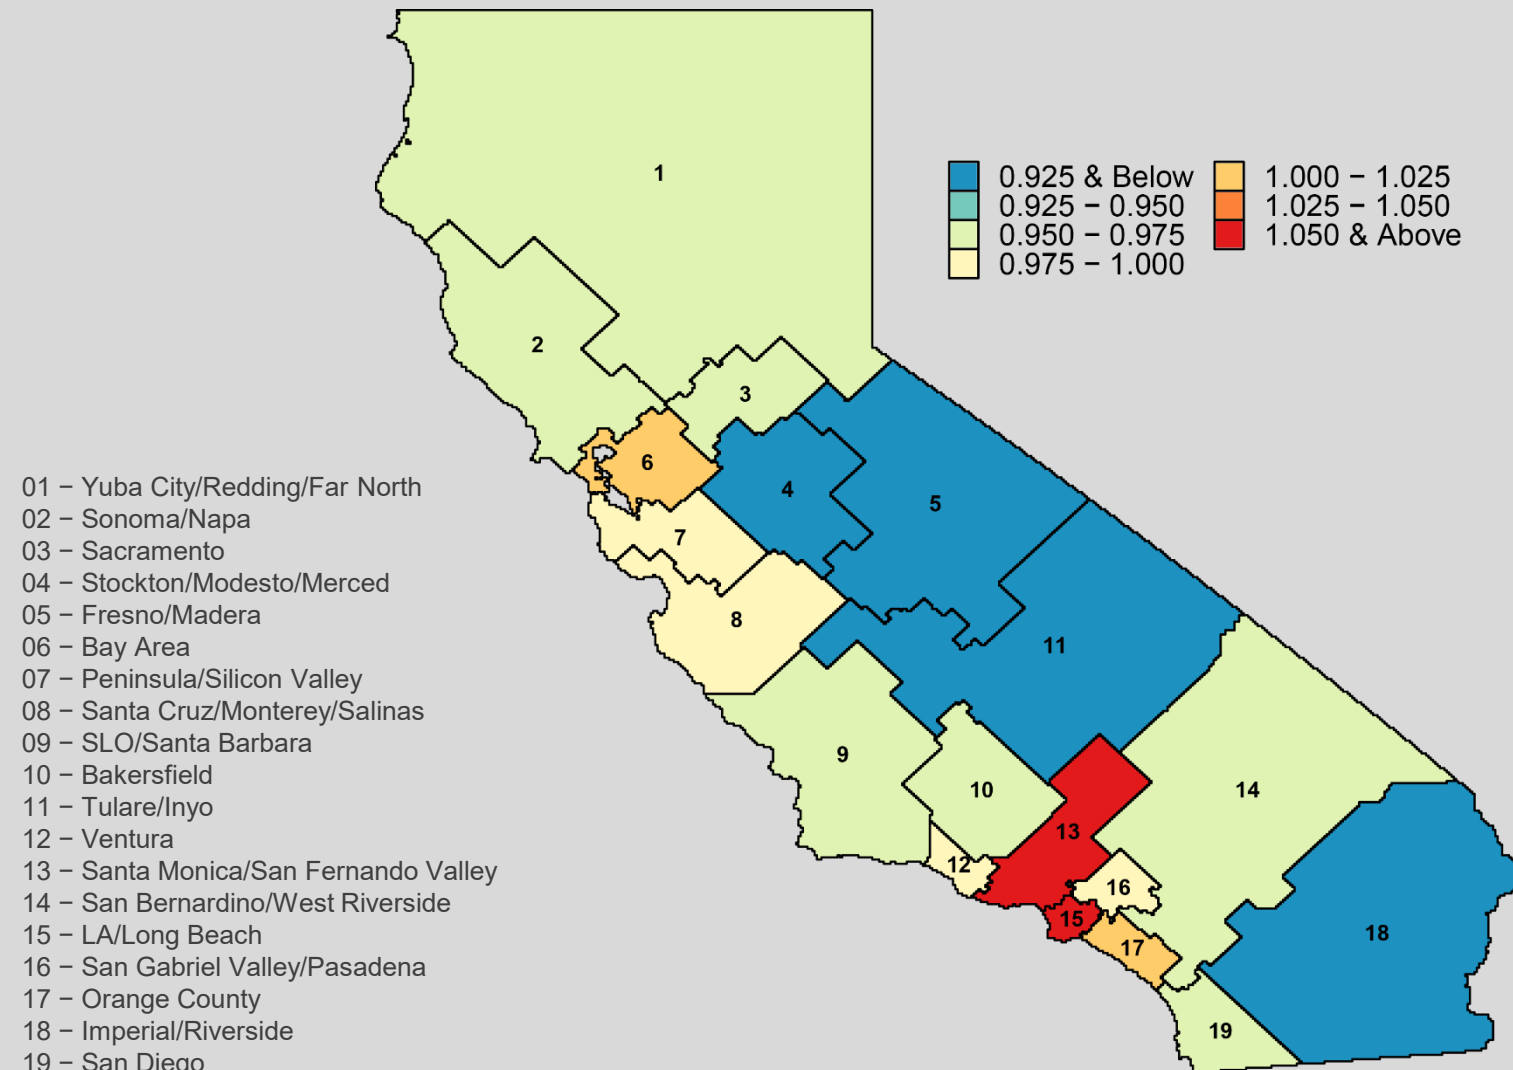 1
0.925 & Below
0.925 − 0.950
0.950 − 0.975
0.975 − 1.000
1.000 − 1.025
1.025 − 1.050
1.050 & Above
2
3
6
4
5
7
8
11
9
10
14
13
12
16
15
17
18
19
01 − Yuba City/Redding/Far North
02 − Sonoma/Napa
03 − Sacramento
04 − Stockton/Modesto/Merced
05 − Fresno/Madera
06 − Bay Area
07 − Peninsula/Silicon Valley
08 − Santa Cruz/Monterey/Salinas
09 − SLO/Santa Barbara
10 − Bakersfield
11 − Tulare/Inyo
12 − Ventura
13 − Santa Monica/San Fernando Valley
14 − San Bernardino/West Riverside
15 − LA/Long Beach
16 − San Gabriel Valley/Pasadena
17 − Orange County
18 − Imperial/Riverside
19 − San Diego